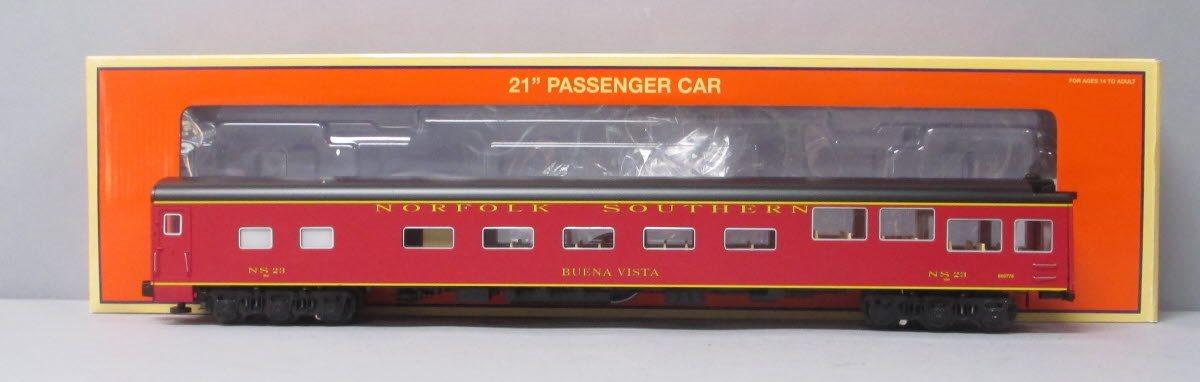 21” PASSENGER CAR
FOR AGES 14 TO ADULT
NORFOLK SOUTHERN
NS 23
BUENA VISTA
NS 23